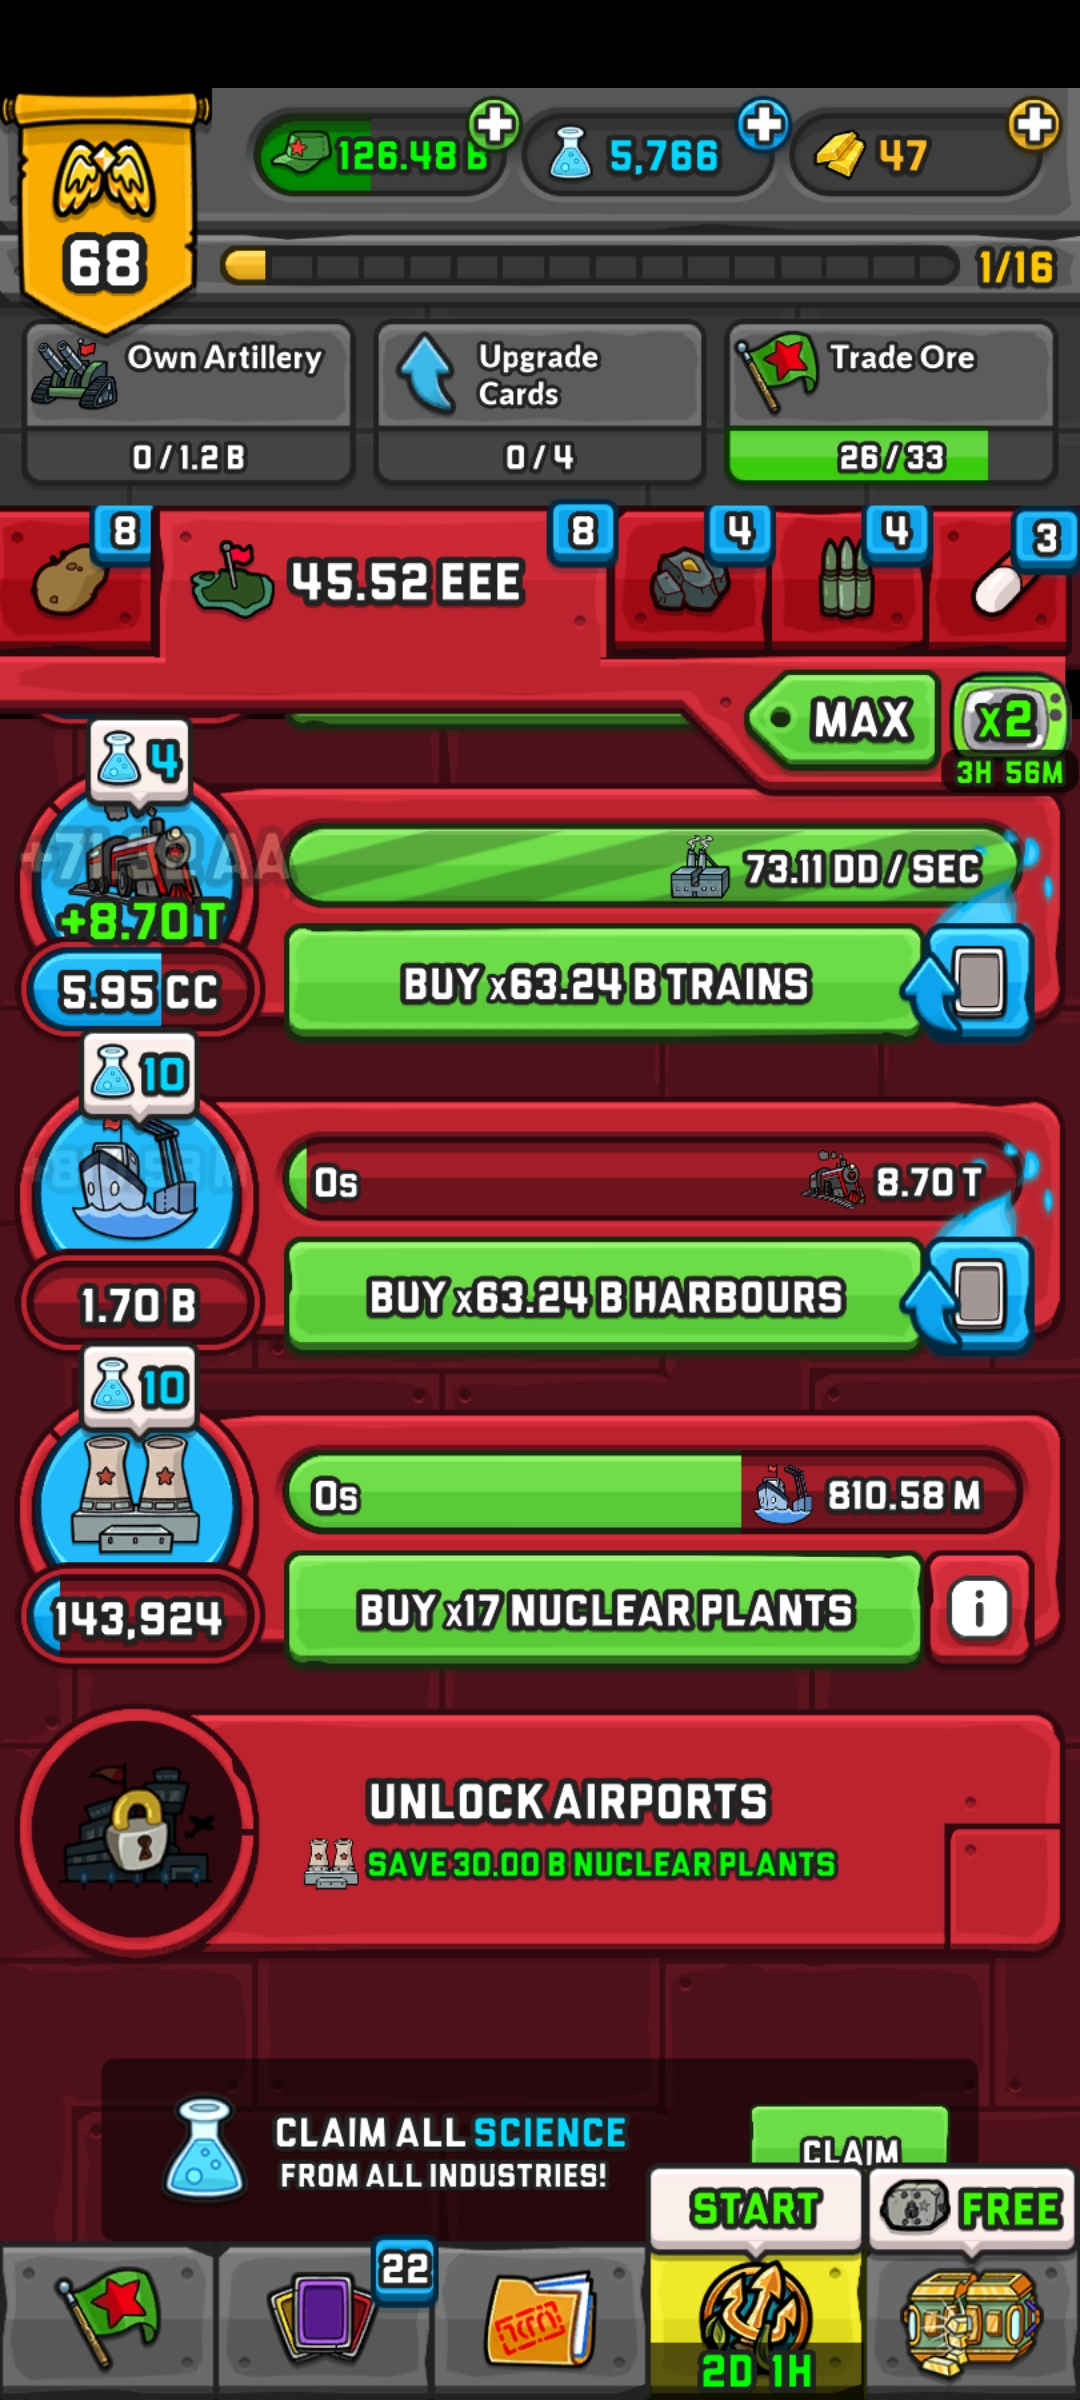 126.48 B
5,766
47
68
1/16
Own Artillery
0/1.2 B
Upgrade
Cards
0/4
Trade Ore
26/33
8
45.52 EEE
8
4
4
3
MAX
x2
3H 56M
4
+8.70 T
5.95 CC
73.11 DD / SEC
BUY x63.24 B TRAINS
10
0s
8.70 T
1.70 B
BUY x63.24 B HARBOURS
10
0s
810.58 M
143,924
BUY x17 NUCLEAR PLANTS
i
UNLOCK AIRPORTS
SAVE 30.00 B NUCLEAR PLANTS
CLAIM ALL SCIENCE
FROM ALL INDUSTRIES!
CLAIM
START
FREE
22
2D 1H